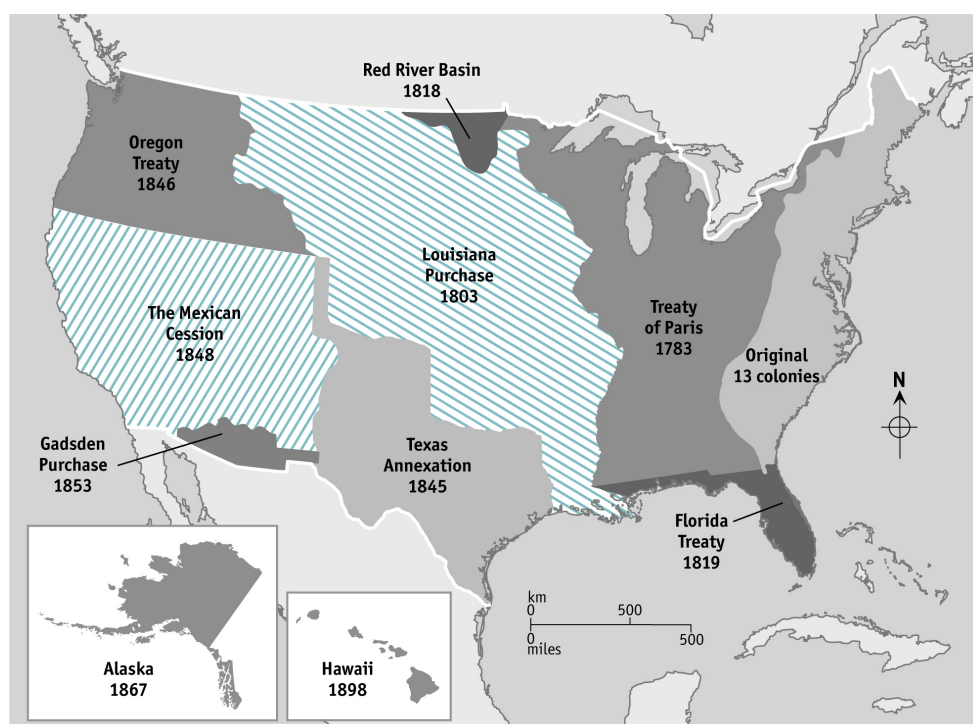 Red River Basin
1818
Oregon
Treaty
1846
Louisiana
Purchase
1803
The Mexican
Cession
1848
Treaty
of Paris
1783
Original
13 colonies
N
Gadsden
Purchase
1853
Texas
Annexation
1845
Florida
Treaty
1819
km
0 500
0 500
miles
Alaska
1867
Hawaii
1898